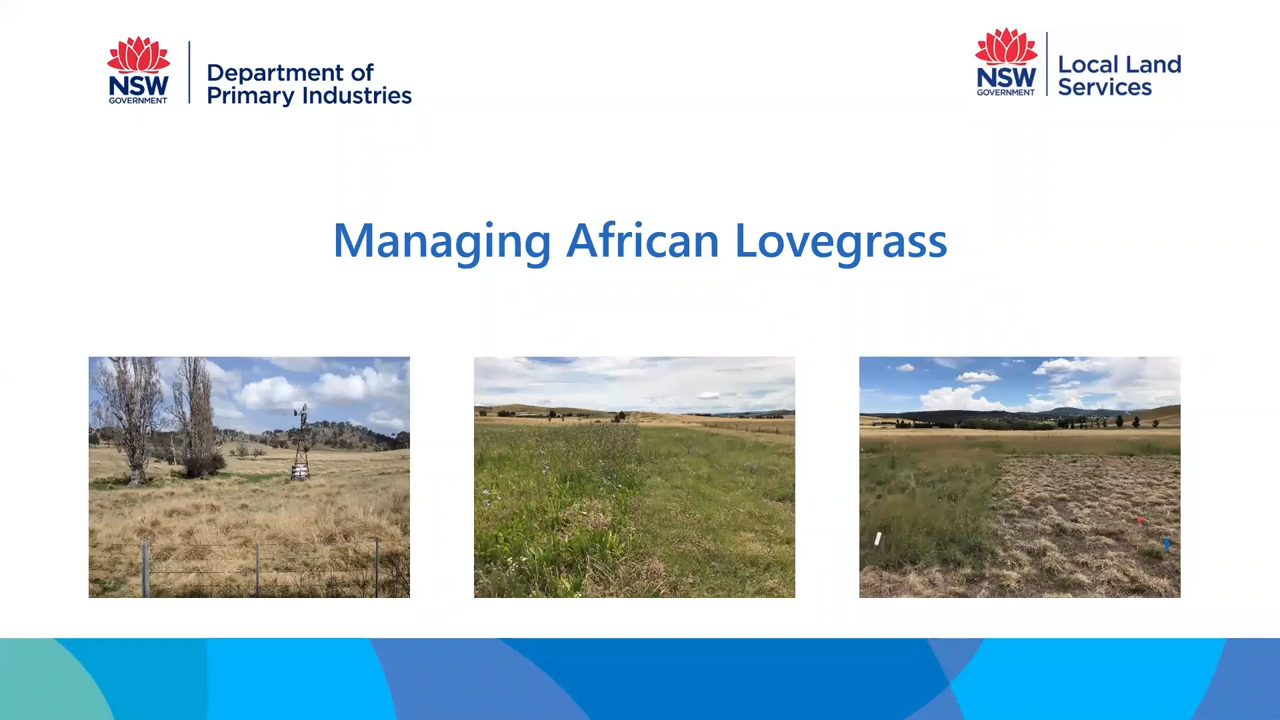 NSW
GOVERNMENT
Department of
Primary Industries
NSW
GOVERNMENT
Local Land
Services
Managing African Lovegrass